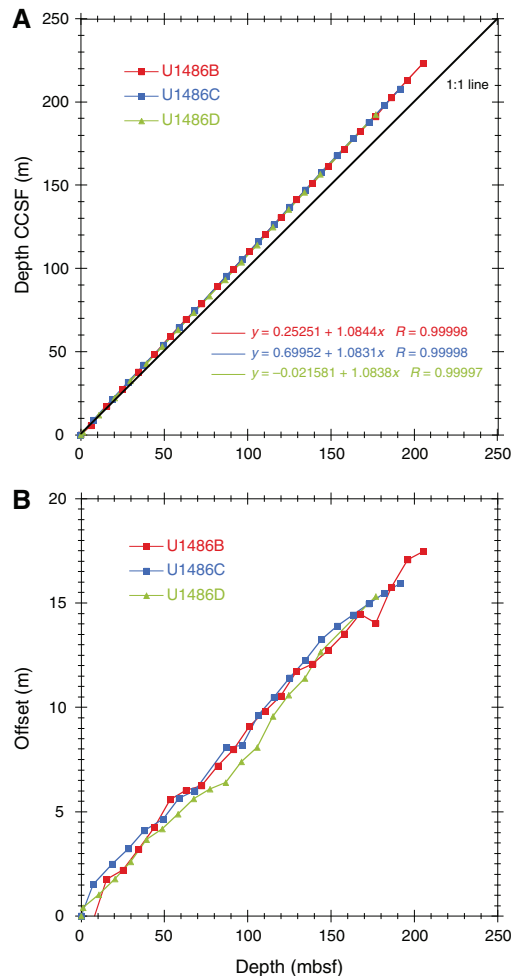 A
250
200
150
100
50
0
Depth CCSF (m)
U1486B
U1486C
U1486D
1:1 line
y = 0.25251 + 1.0844x R = 0.99998
y = 0.69952 + 1.0831x R = 0.99998
y = −0.021581 + 1.0838x R = 0.99997
0 50 100 150 200 250
B
20
15
10
5
0
Offset (m)
U1486B
U1486C
U1486D
0 50 100 150 200 250
Depth (mbsf)